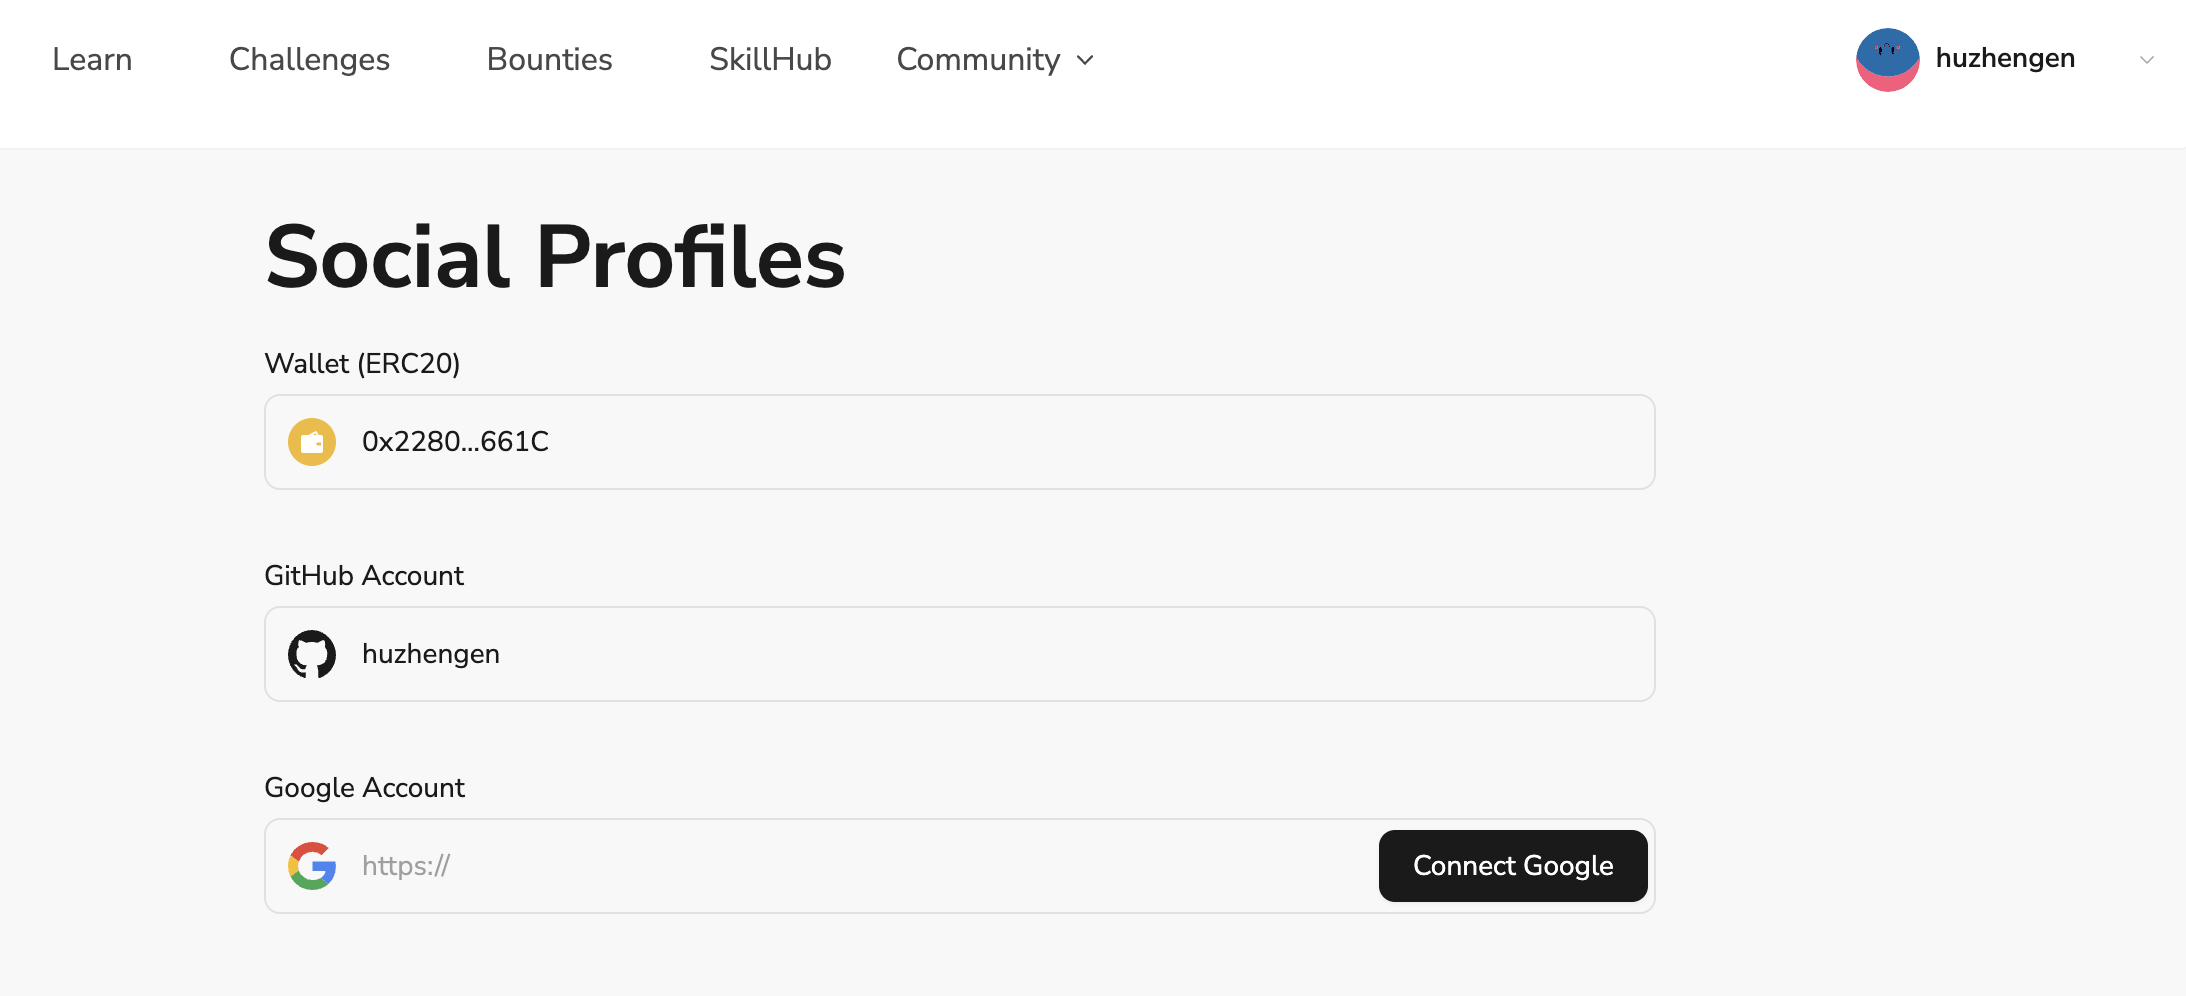 Learn Challenges Bounties SkillHub Community huzhengen
Social Profiles
Wallet (ERC20)
0x2280...661C
GitHub Account
huzhengen
Google Account
https:// Connect Google